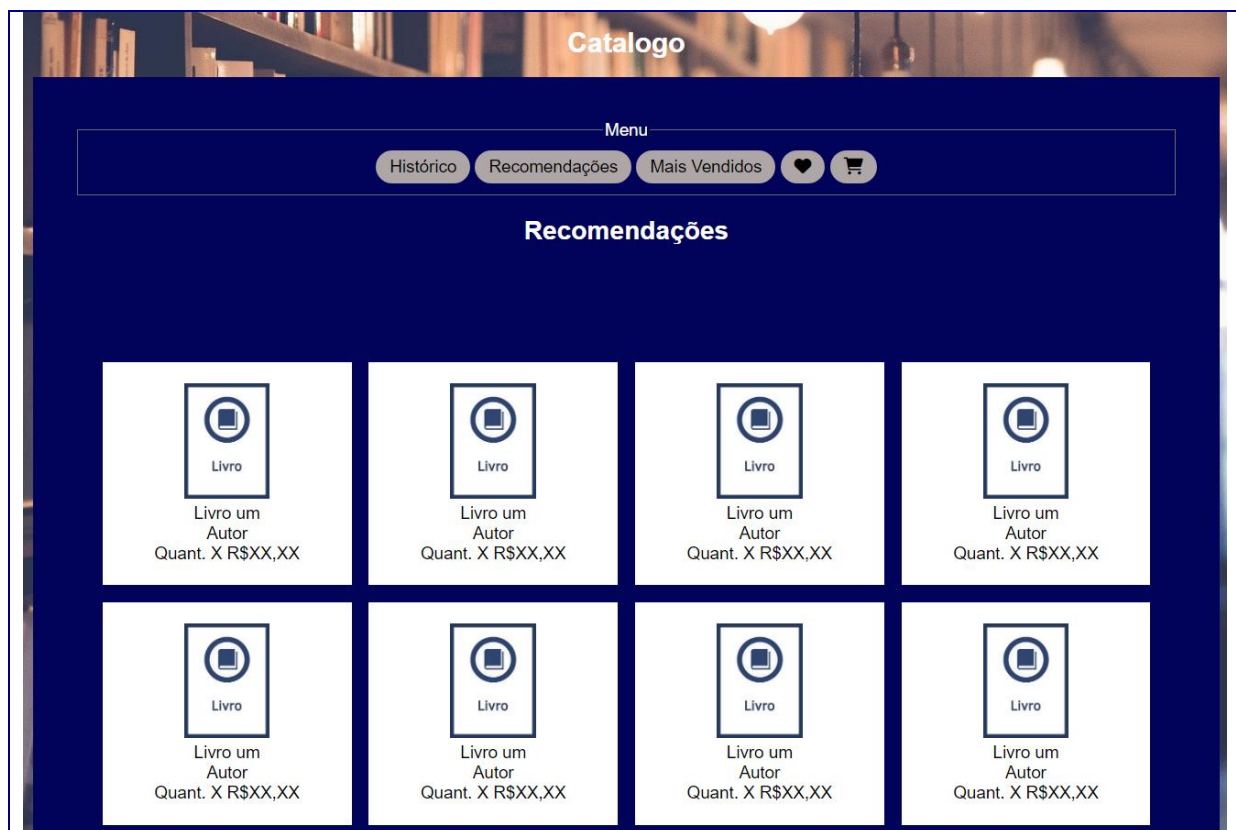 Catalogo
Menu
Histórico Recomendações Mais Vendidos
Recomendações
Livro Livro Livro Livro
Livro um Livro um Livro um Livro um
Autor Autor Autor Autor
Quant. X R$XX,XX Quant. X R$XX,XX Quant. X R$XX,XX Quant. X R$XX,XX
Livro Livro Livro Livro
Livro um Livro um Livro um Livro um
Autor Autor Autor Autor
Quant. X R$XX,XX Quant. X R$XX,XX Quant. X R$XX,XX Quant. X R$XX,XX